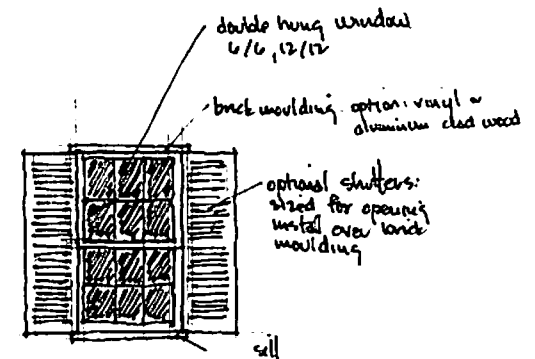 double hung window
6/6, 12/12
brick moulding option: vinyl or
aluminum clad wood
optional shutters:
sized for opening
install over brick
moulding
sill